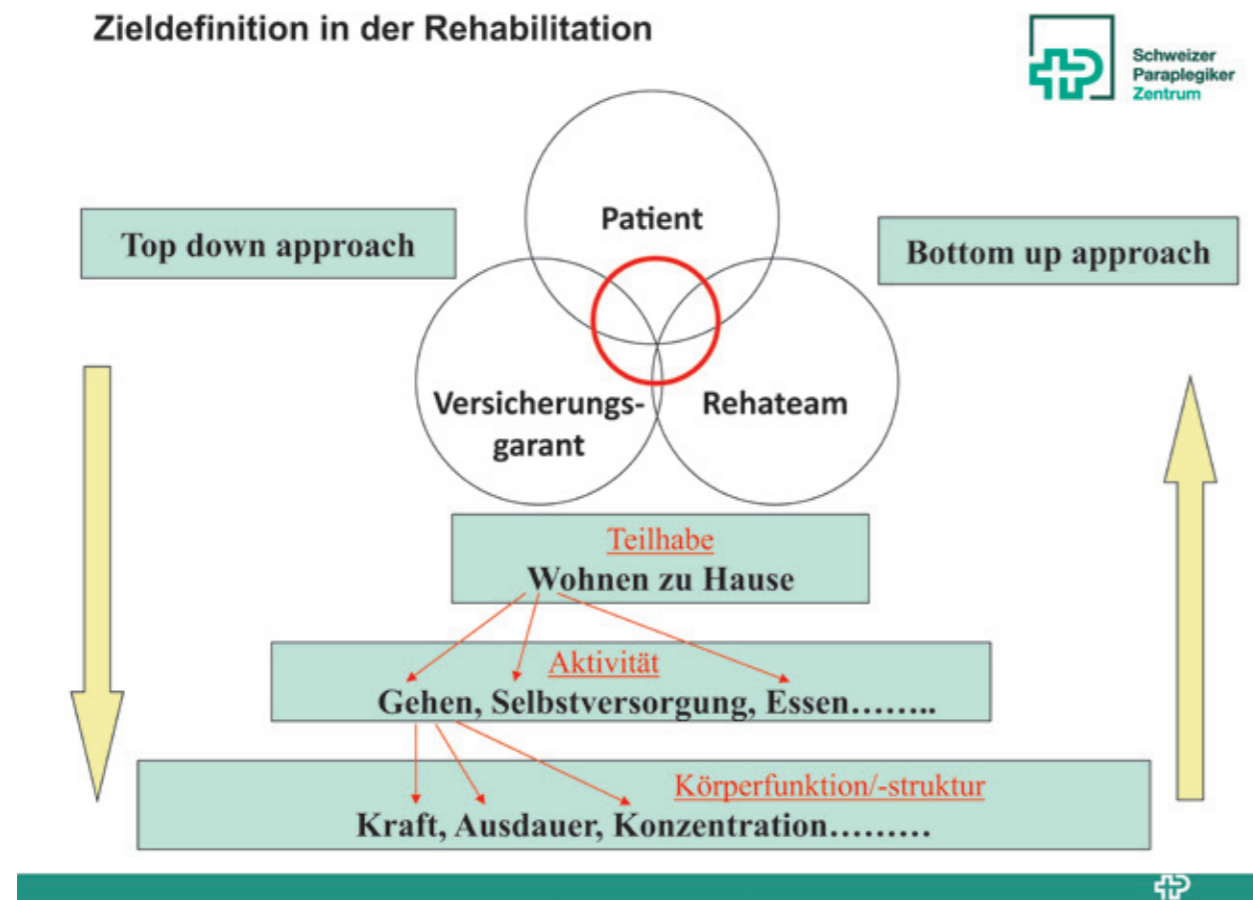 Zieldefinition in der Rehabilitation
Schweizer
Paraplegiker
Zentrum
Patient
Top down approach
Bottom up approach
Versicherungs-
garant
Rehateam
Teilhabe
Wohnen zu Hause
Aktivität
Gehen, Selbstversorgung, Essen……..
Körperfunktion/-struktur
Kraft, Ausdauer, Konzentration………